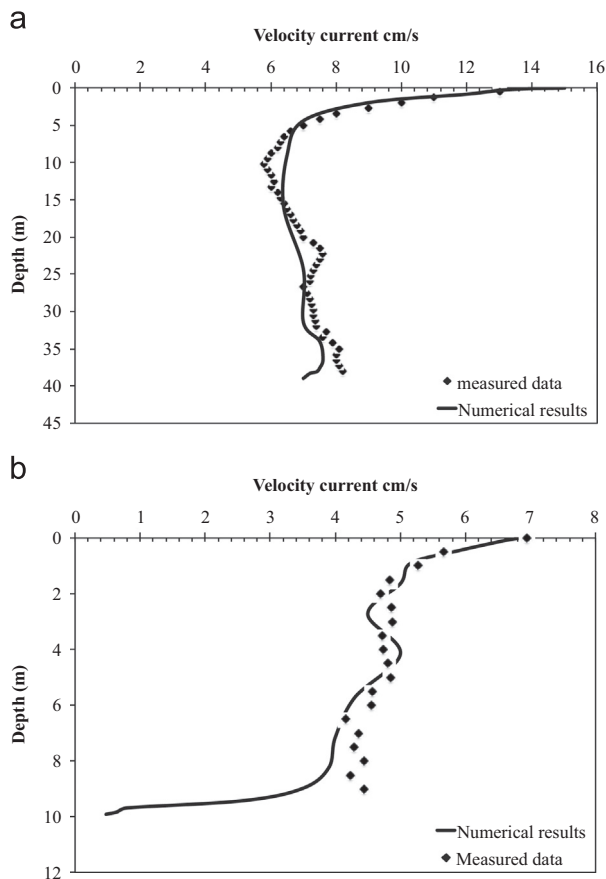 a
Velocity current cm/s
0 2 4 6 8 10 12 14 16
0
5
10
15
20
25
30
35
40
45
Depth (m)
measured data
Numerical results
b
Velocity current cm/s
0 1 2 3 4 5 6 7 8
0
2
4
6
8
10
12
Depth (m)
Numerical results
Measured data